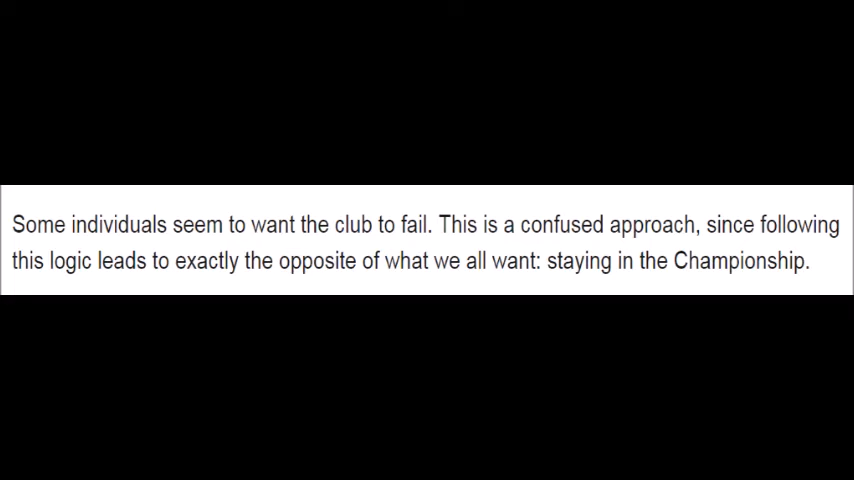 Some individuals seem to want the club to fail. This is a confused approach, since following
this logic leads to exactly the opposite of what we all want: staying in the Championship.